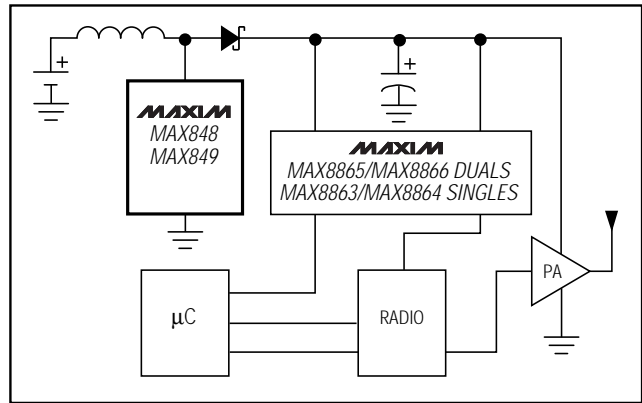 +
+
MAXIM
MAX848
MAX849
MAXIM
MAX8865/MAX8866 DUALS
MAX8863/MAX8864 SINGLES
PA
µC
RADIO